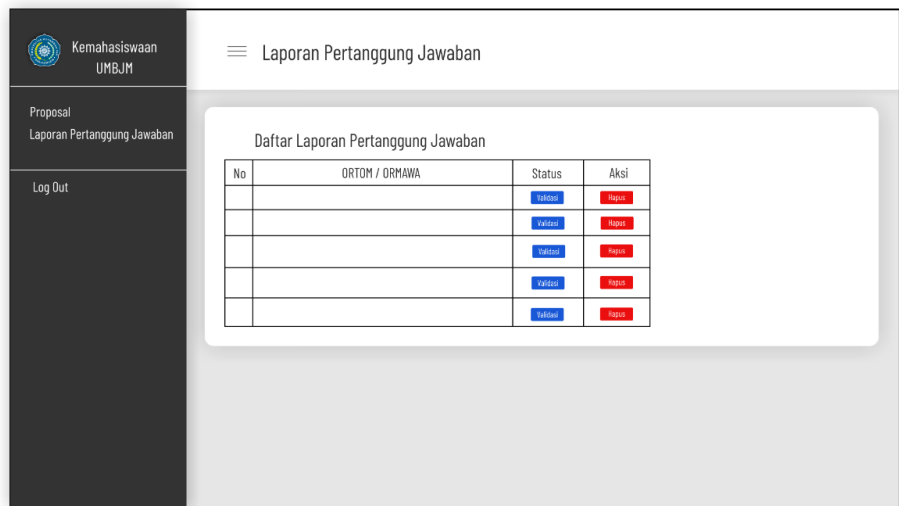 Kemahasiswaan
UMBJM
Laporan Pertanggung Jawaban
Proposal
Laporan Pertanggung Jawaban
Log Out
Daftar Laporan Pertanggung Jawaban
No ORTOM / ORMAWA Status Aksi
Validasi Hapus
Validasi Hapus
Validasi Hapus
Validasi Hapus
Validasi Hapus